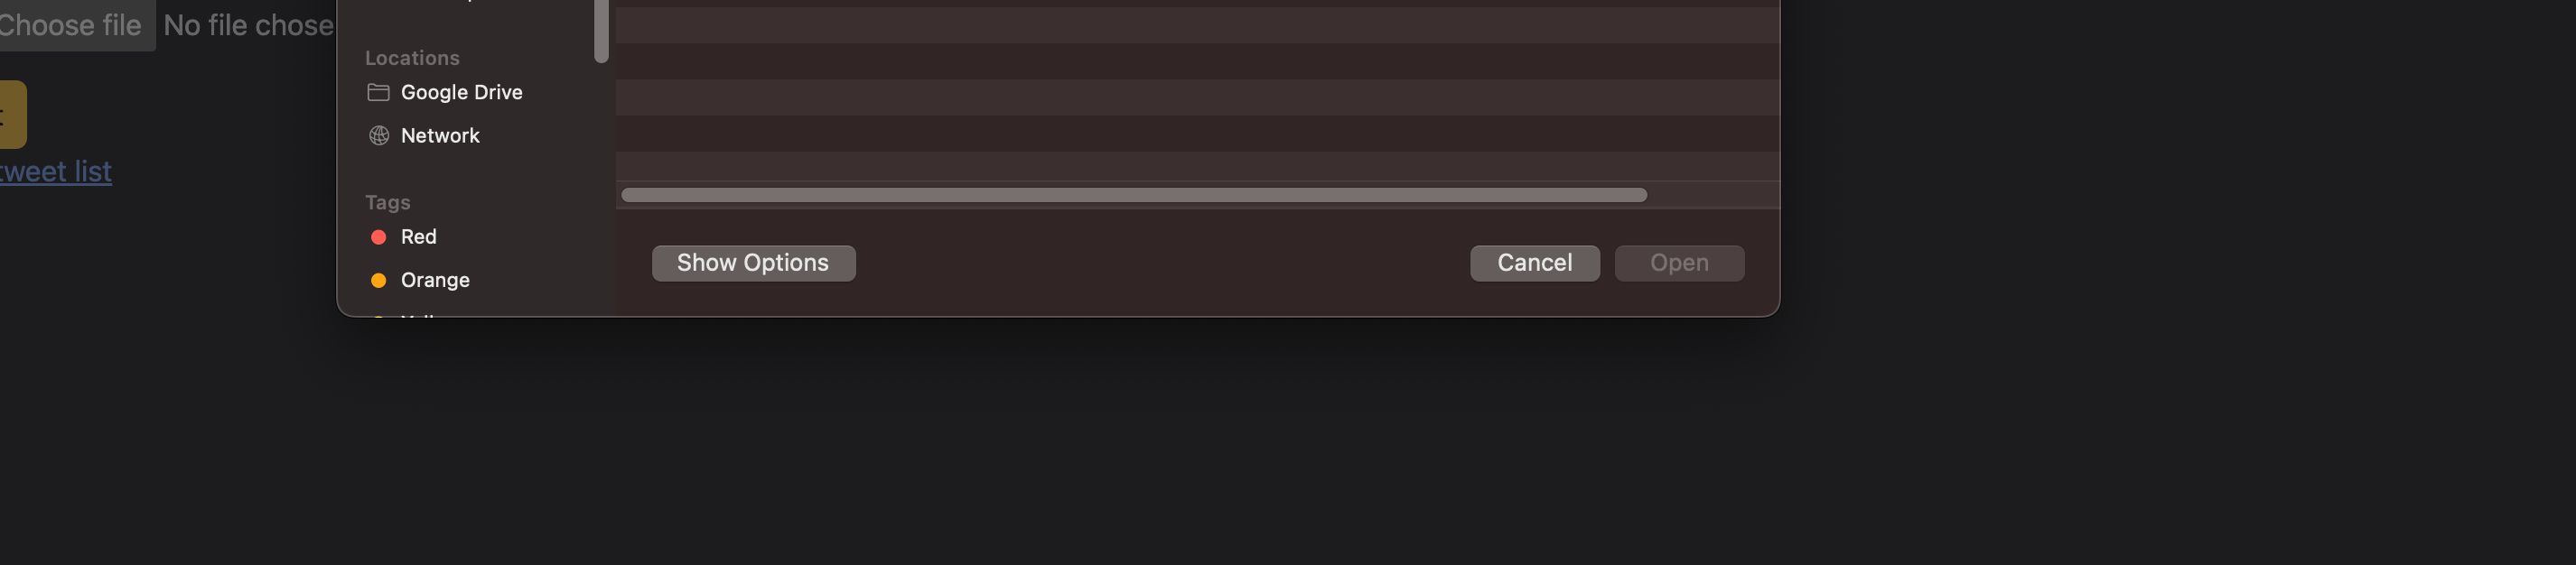 Choose file No file chose
tweet list
Locations
Google Drive
Network
Tags
Red
Orange
Show Options
Cancel
Open